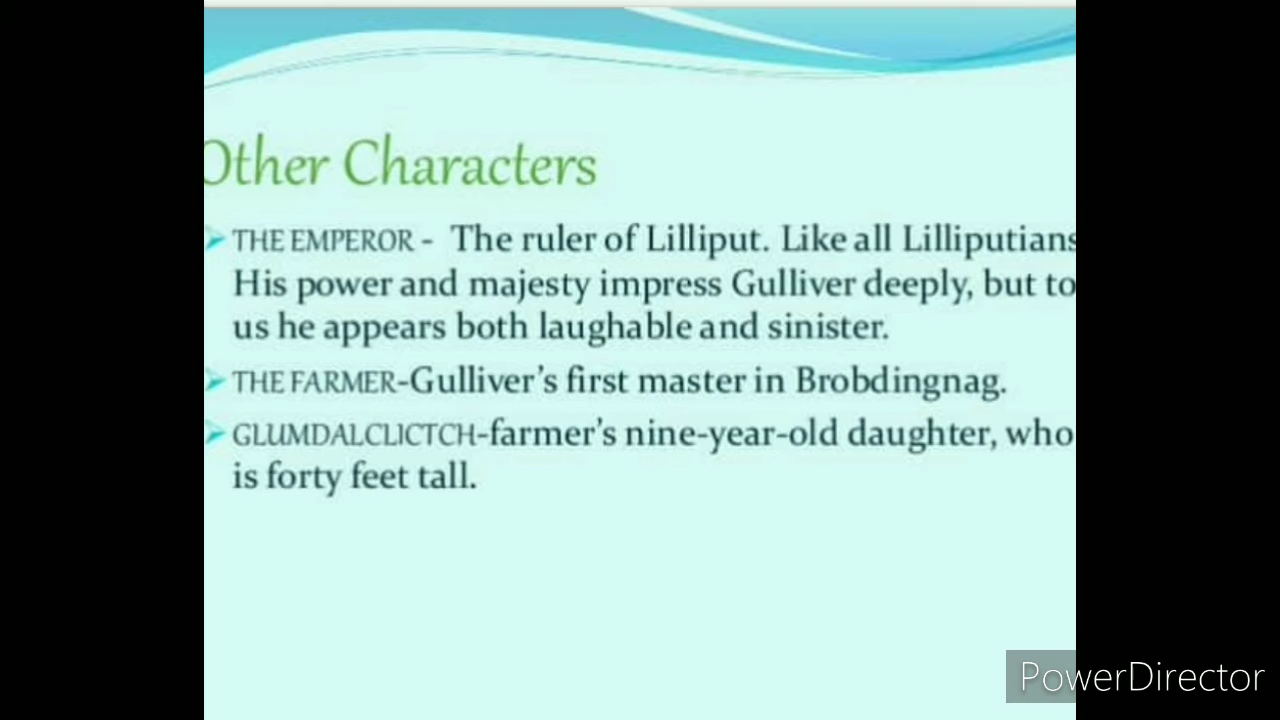 Other Characters
THE EMPEROR - The ruler of Lilliput. Like all Lilliputians
His power and majesty impress Gulliver deeply, but to
us he appears both laughable and sinister.
THE FARMER-Gulliver's first master in Brobdingnag.
GLUMDALCLICTCH-farmer's nine-year-old daughter, who
is forty feet tall.
PowerDirector